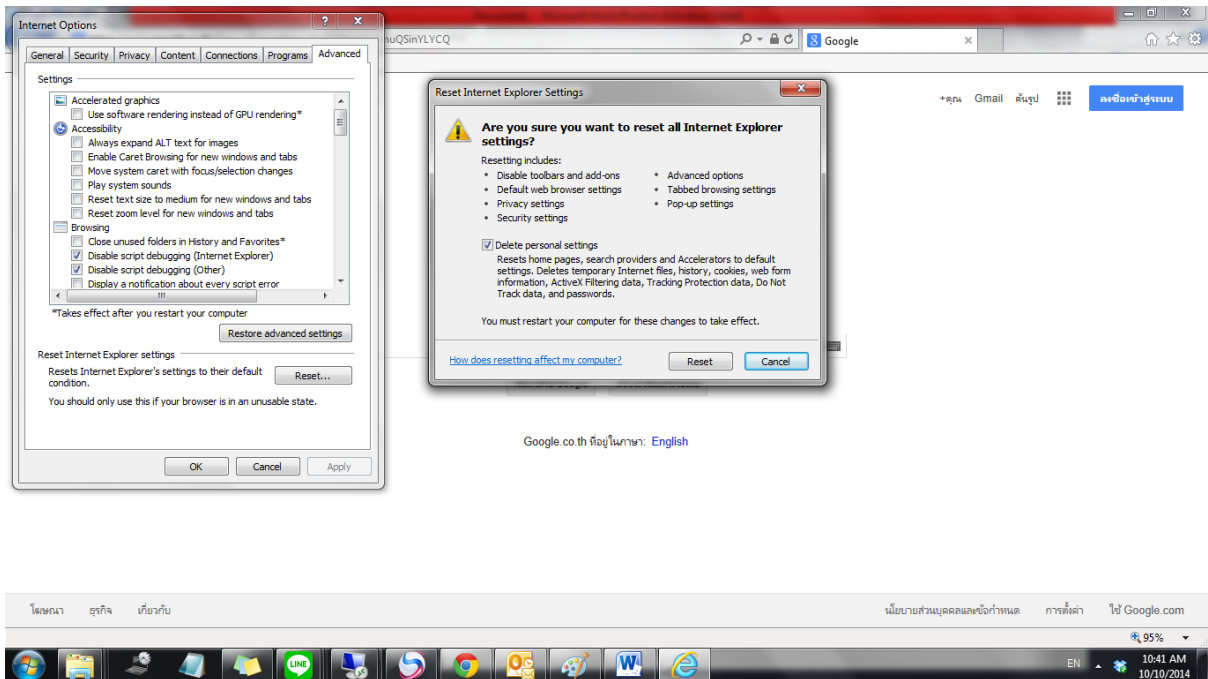 Internet Options
General Security Privacy Content Connections Programs Advanced
Settings
Accelerated graphics
Use software rendering instead of GPU rendering*
Accessibility
Always expand ALT text for images
Enable Caret Browsing for new windows and tabs
Move system caret with focus/selection changes
Play system sounds
Reset text size to medium for new windows and tabs
Reset zoom level for new windows and tabs
Browsing
Close unused folders in History and Favorites*
Disable script debugging (Internet Explorer)
Disable script debugging (Other)
Display a notification about every script error
*Takes effect after you restart your computer
Restore advanced settings
Reset Internet Explorer settings
Resets Internet Explorer's settings to their default
condition.
Reset...
You should only use this if your browser is in an unusable state.
OK Cancel Apply
nuQSinYLYCQ
Google
+คุณ Gmail ค้นรูป ลงชื่อเข้าสู่ระบบ
Reset Internet Explorer Settings
Are you sure you want to reset all Internet Explorer
settings?
Resetting includes:
• Disable toolbars and add-ons
• Default web browser settings
• Privacy settings
• Security settings
• Advanced options
• Tabbed browsing settings
• Pop-up settings
Delete personal settings
Resets home pages, search providers and Accelerators to default
settings. Deletes temporary Internet files, history, cookies, web form
information, ActiveX Filtering data, Tracking Protection data, Do Not
Track data, and passwords.
You must restart your computer for these changes to take effect.
How does resetting affect my computer?
Reset Cancel
Google.co.th ที่อยู่ในภาษา: English
โฆษณา ธุรกิจ เกี่ยวกับ นโยบายส่วนบุคคลและข้อกำหนด การตั้งค่า ใช้ Google.com
95%
LINE
EN
10:41 AM
10/10/2014